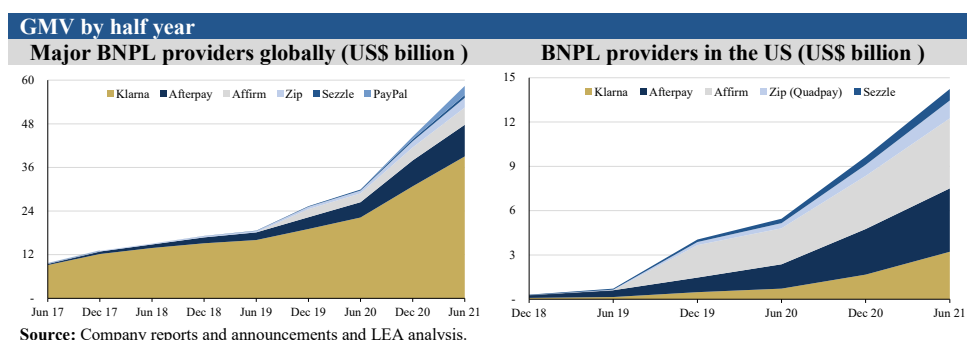 GMV by half year
Major BNPL providers globally (US$ billion )
60
Klarna Afterpay Affirm Zip Sezzle PayPal
48
36
24
12
-
Jun 17 Dec 17 Jun 18 Dec 18 Jun 19 Dec 19 Jun 20 Dec 20 Jun 21
BNPL providers in the US (US$ billion )
15
Klarna Afterpay Affirm Zip (Quadpay) Sezzle
12
9
6
3
-
Dec 18 Jun 19 Dec 19 Jun 20 Dec 20 Jun 21
Source: Company reports and announcements and LEA analysis.